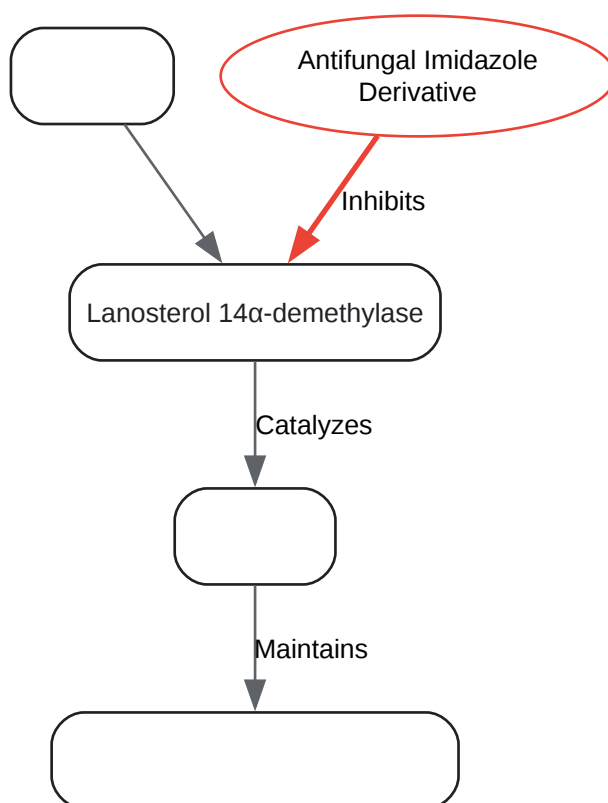 Antifungal Imidazole
Derivative
Inhibits
Lanosterol 14α-demethylase
Catalyzes
Maintains